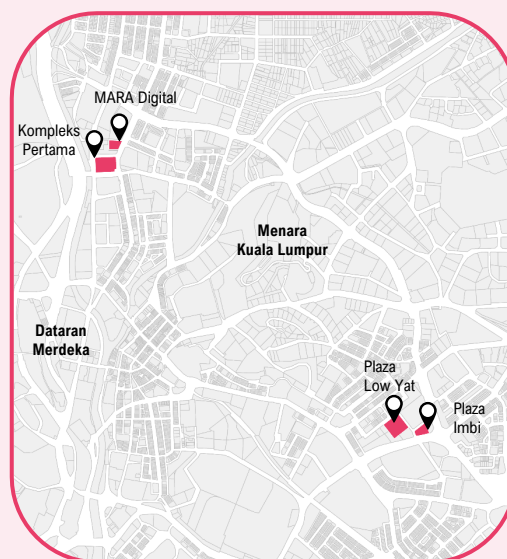 MARA Digital
Kompleks
Pertama
Menara
Kuala Lumpur
Dataran
Merdeka
Plaza
Low Yat
Plaza
Imbi